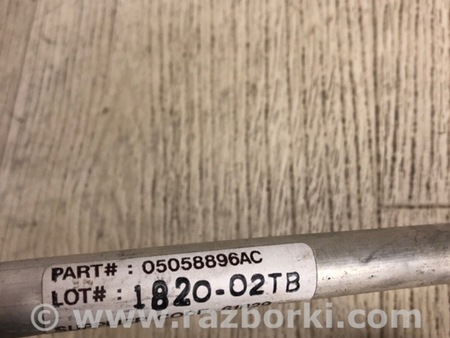 PART# : 05058896AC
LOT# : 1820-02TB
www.razborki.com